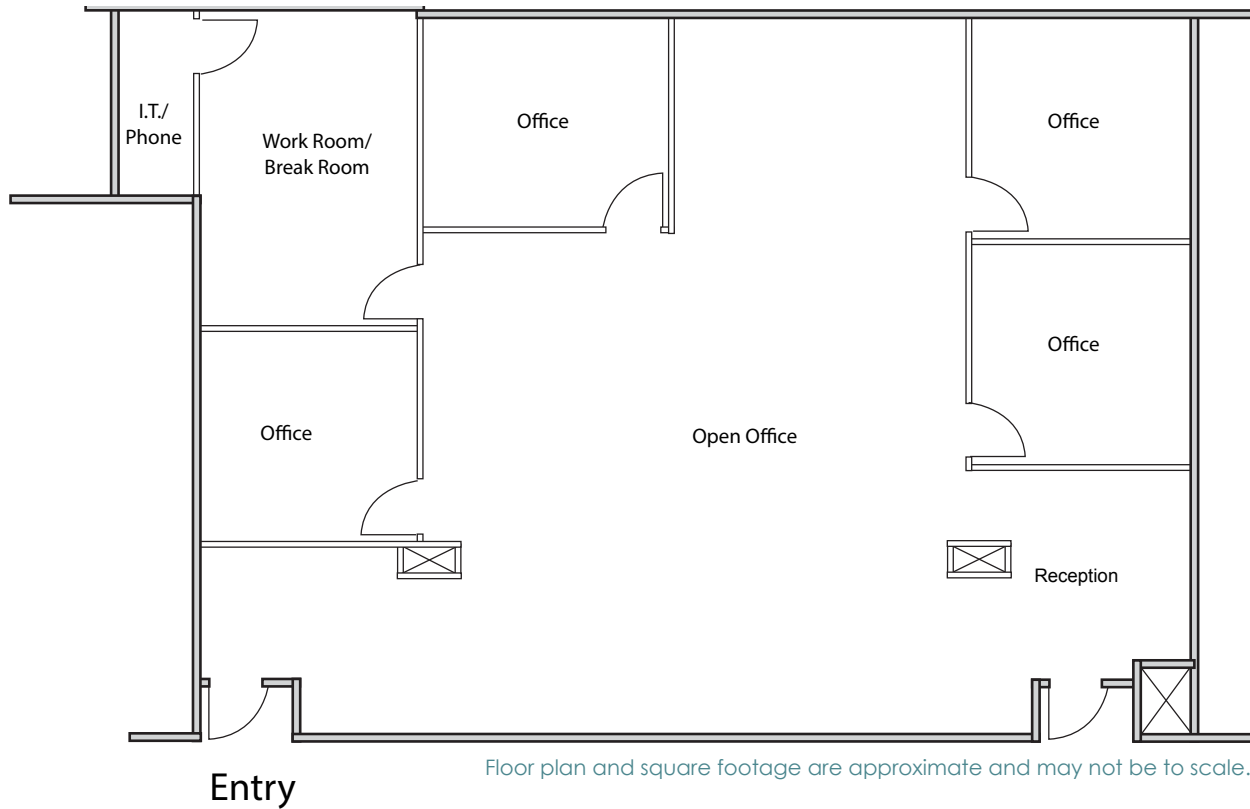 I.T./
Phone
Work Room/
Break Room
Office
Office
Office
Office
Open Office
Reception
Entry
Floor plan and square footage are approximate and may not be to scale.